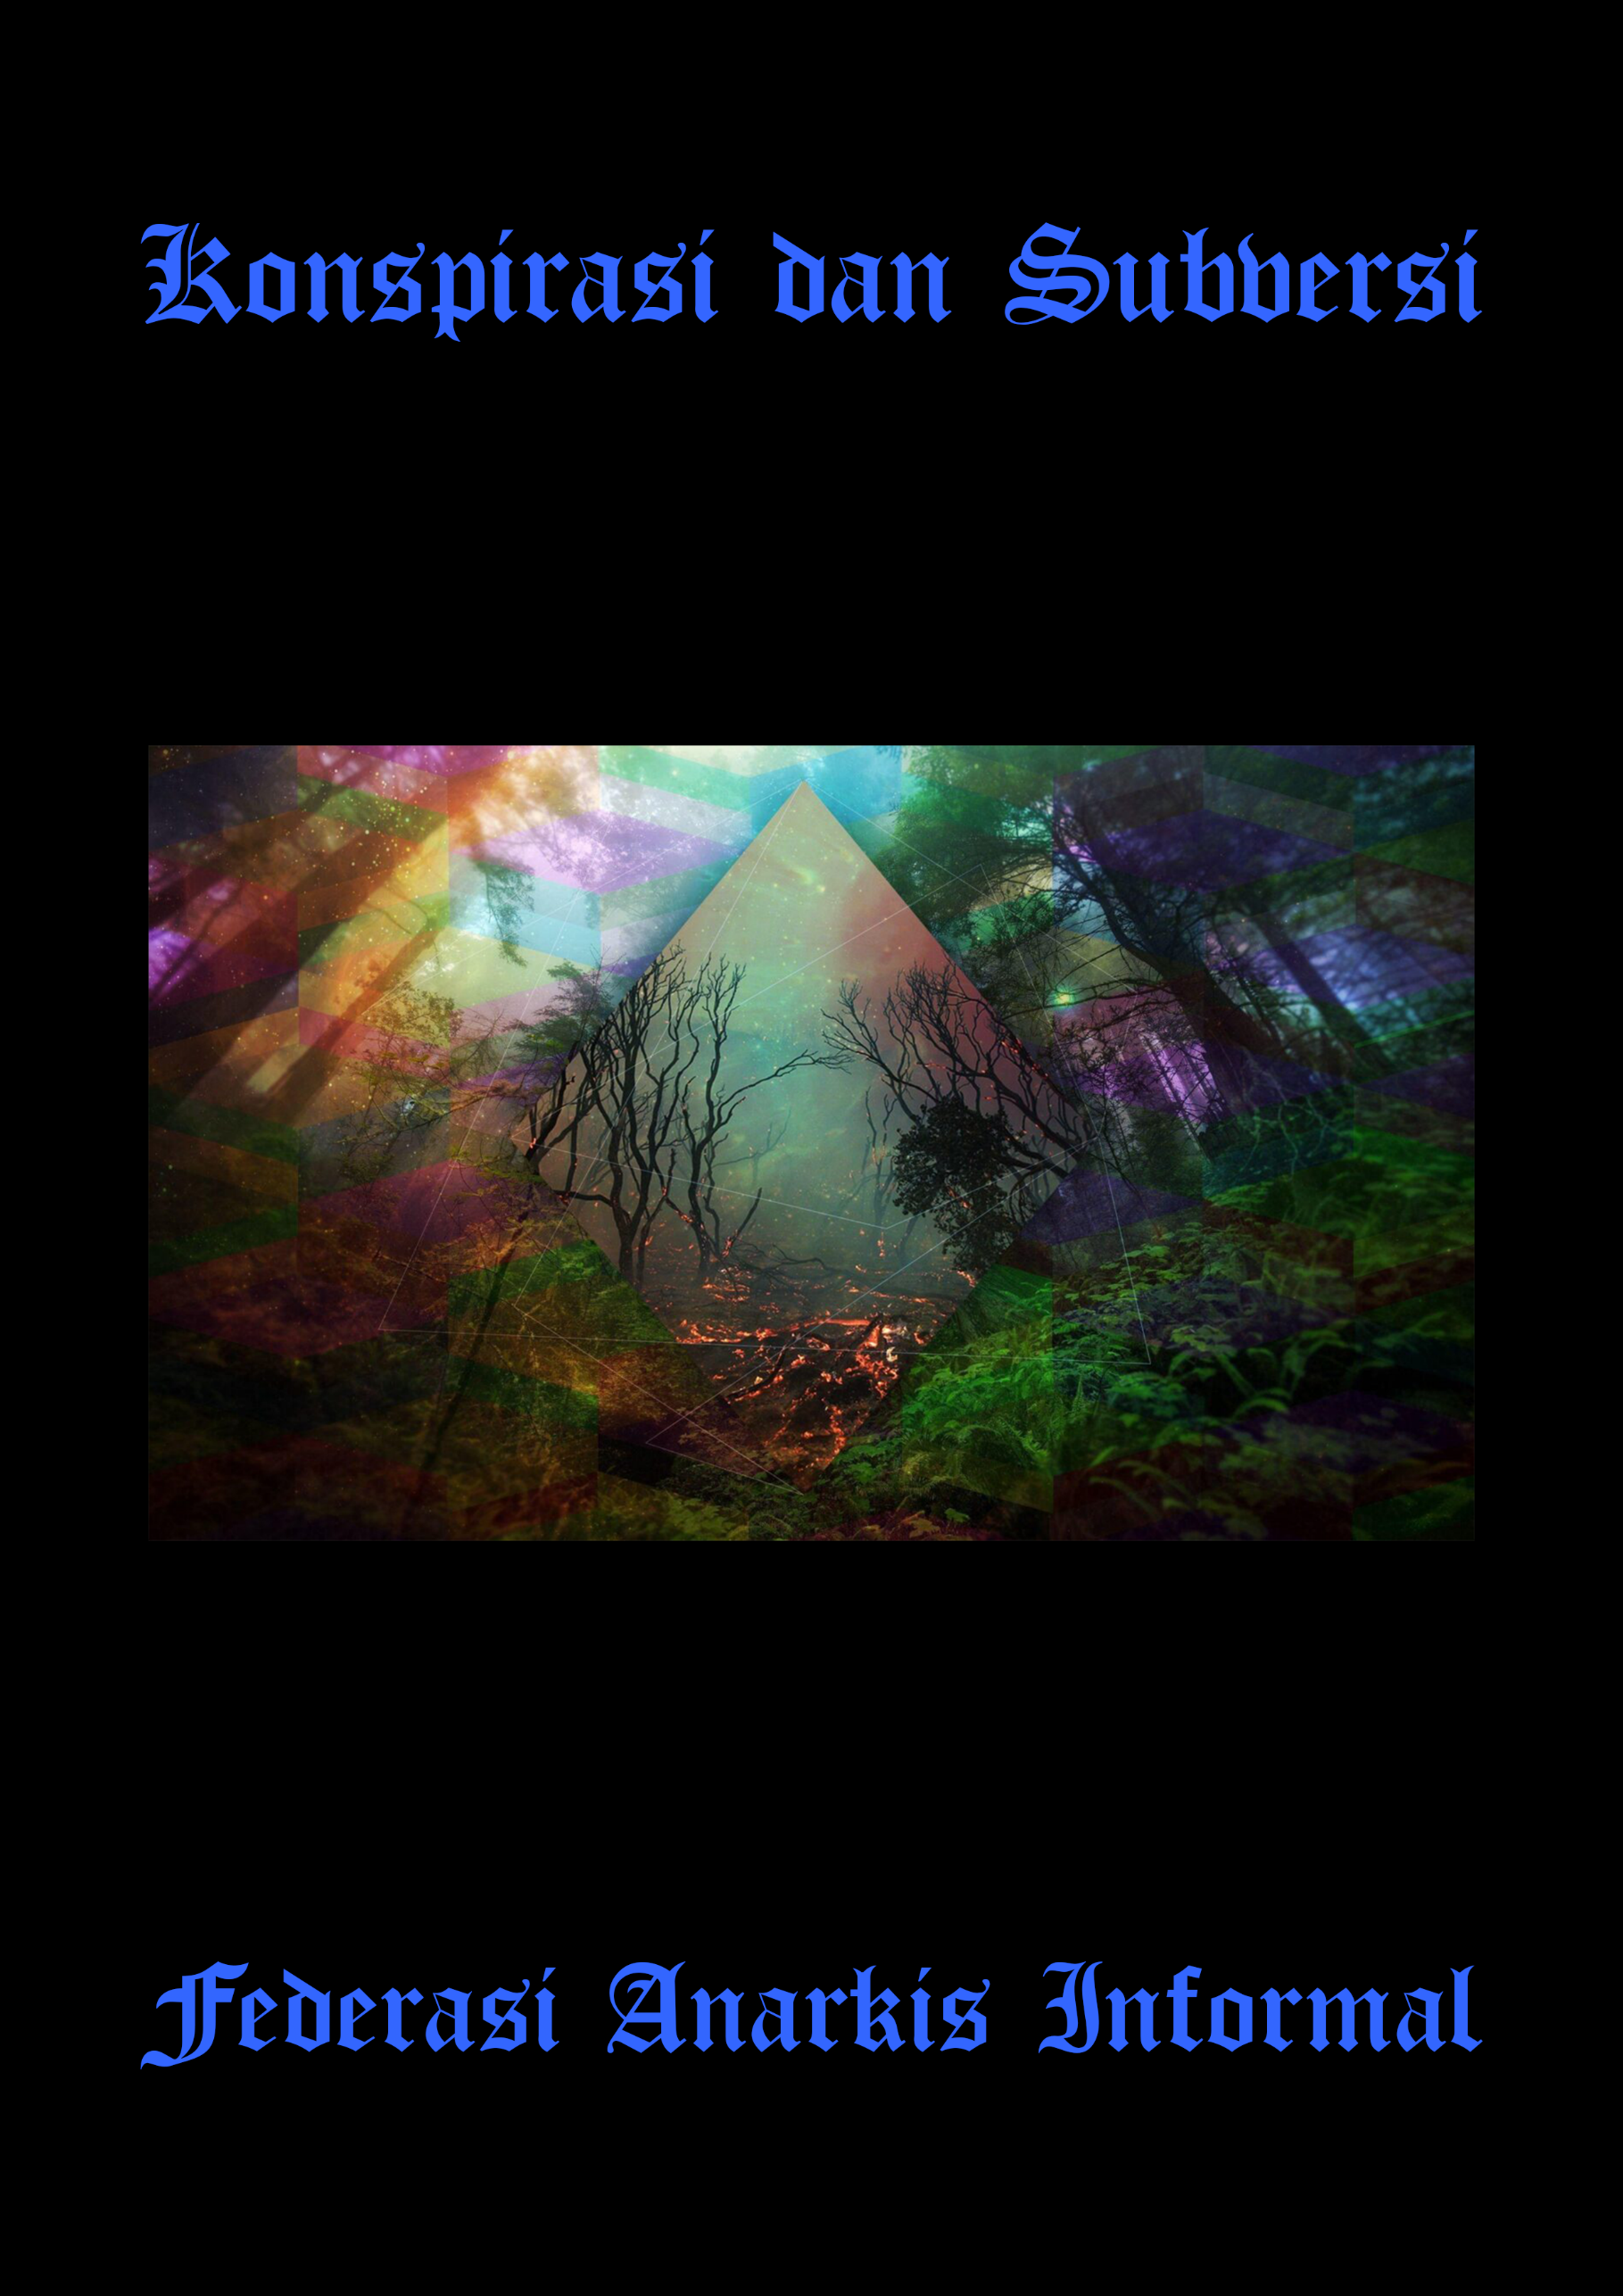 Konspirasi dan Subversi
Federasi Anarkis Informal